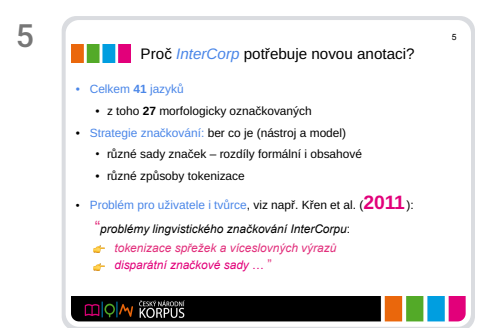 5
5
Proč InterCorp potřebuje novou anotaci?
• Celkem 41 jazyků
• z toho 27 morfologicky označkovaných
• Strategie značkování: ber co je (nástroj a model)
• různé sady značek – rozdíly formální i obsahové
• různé způsoby tokenizace
• Problém pro uživatele i tvůrce, viz např. Křen et al. (2011):
“problémy lingvistického značkování InterCorpu:
👉 tokenizace spřežek a víceslovných výrazů
👉 disparátní značkové sady … ”
ČESKÝ NÁRODNÍ
KORPUS